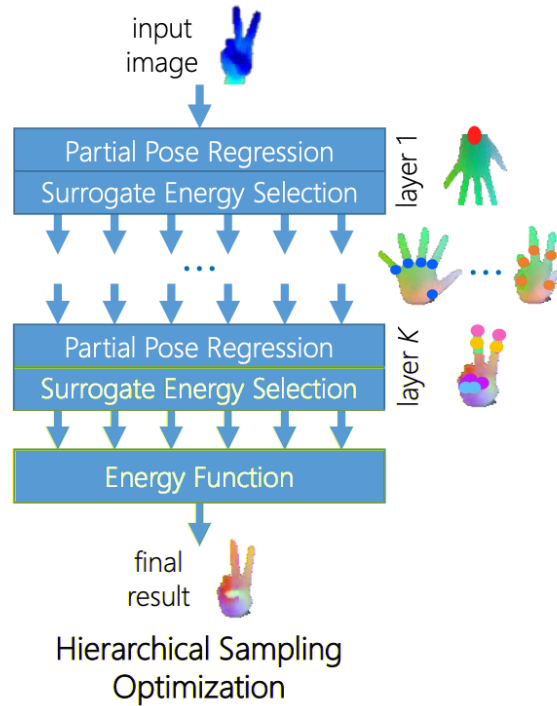 input
image
Partial Pose Regression
Surrogate Energy Selection
layer 1
...
...
Partial Pose Regression
Surrogate Energy Selection
layer K
Energy Function
final
result
Hierarchical Sampling
Optimization